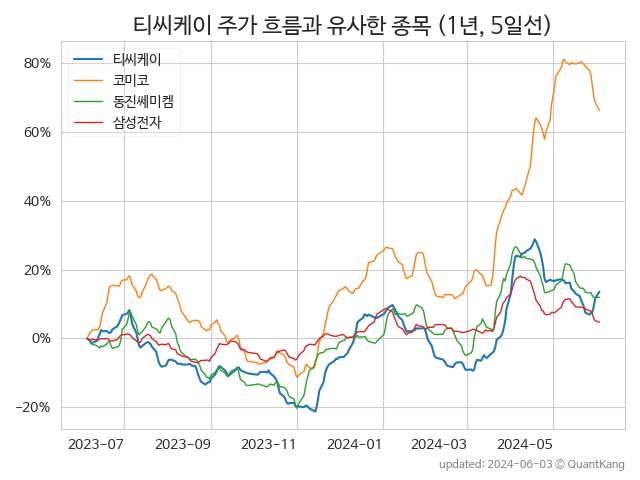 티씨케이 주가 흐름과 유사한 종목 (1년, 5일선)
티씨케이
코미코
동진쎄미켐
삼성전자
80%
60%
40%
20%
0%
−20%
2023-07
2023-09
2023-11
2024-01
2024-03
2024-05
updated: 2024-06-03 © QuantKang